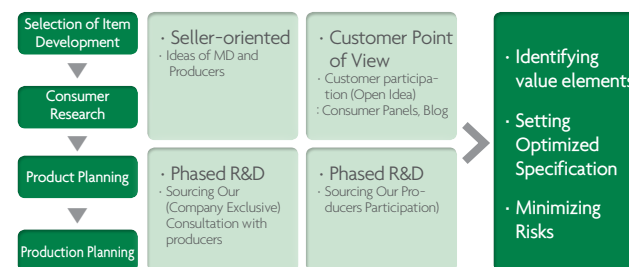 Selection of Item
Development
Consumer
Research
Product Planning
Production Planning
· Seller-oriented
· Ideas of MD and
Producers
· Customer Point
of View
· Customer participa-
tion (Open Idea)
: Consumer Panels, Blog
· Phased R&D
· Sourcing Our
(Company Exclusive)
Consultation with
producers
· Phased R&D
· Sourcing Our Pro-
ducers Participation)
· Identifying
value elements
· Setting
Optimized
Specification
· Minimizing
Risks